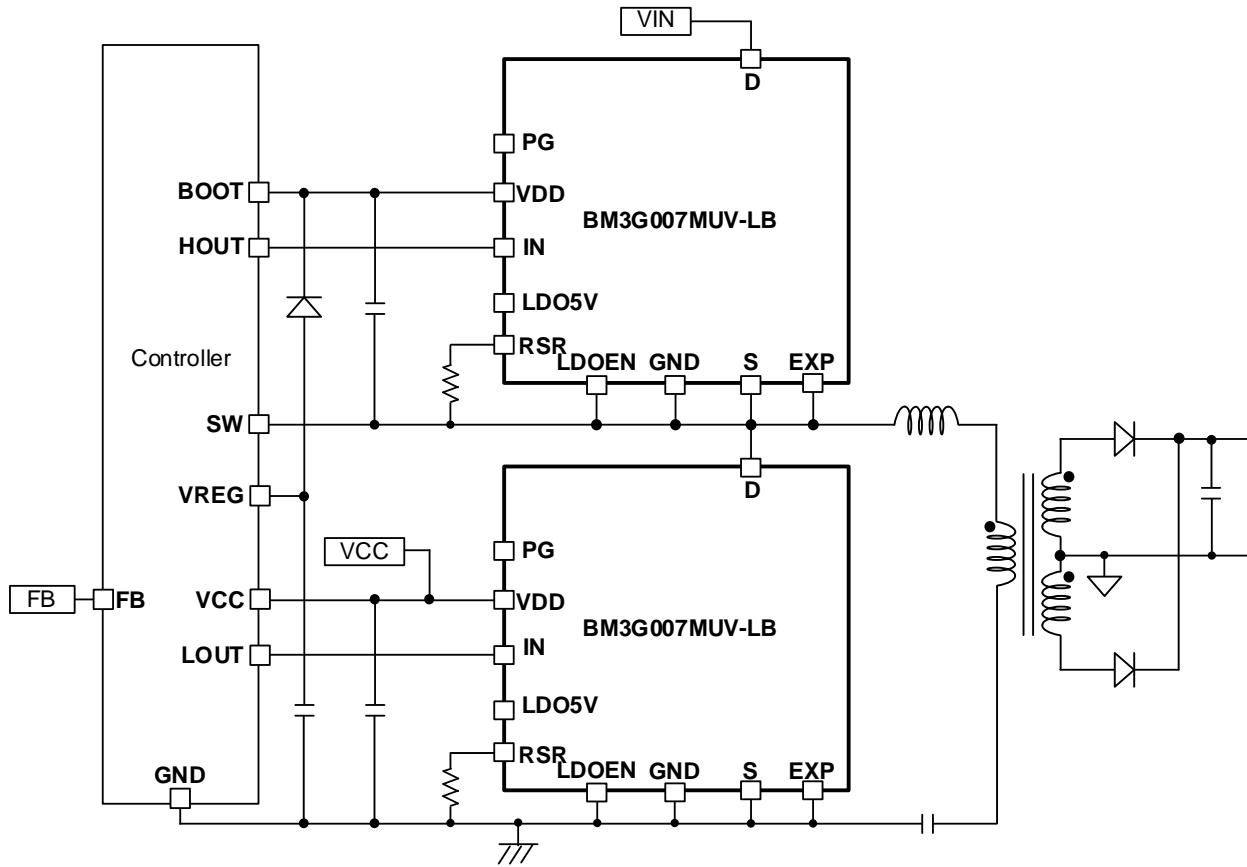 VIN
D
PG
BOOT
VDD
BM3G007MUV-LB
HOUT
IN
LDO5V
Controller
RSR
LDOEN
GND
S
EXP
SW
D
VREG
PG
VCC
FB
FB
VCC
VDD
BM3G007MUV-LB
LOUT
IN
LDO5V
RSR
LDOEN
GND
S
EXP
GND